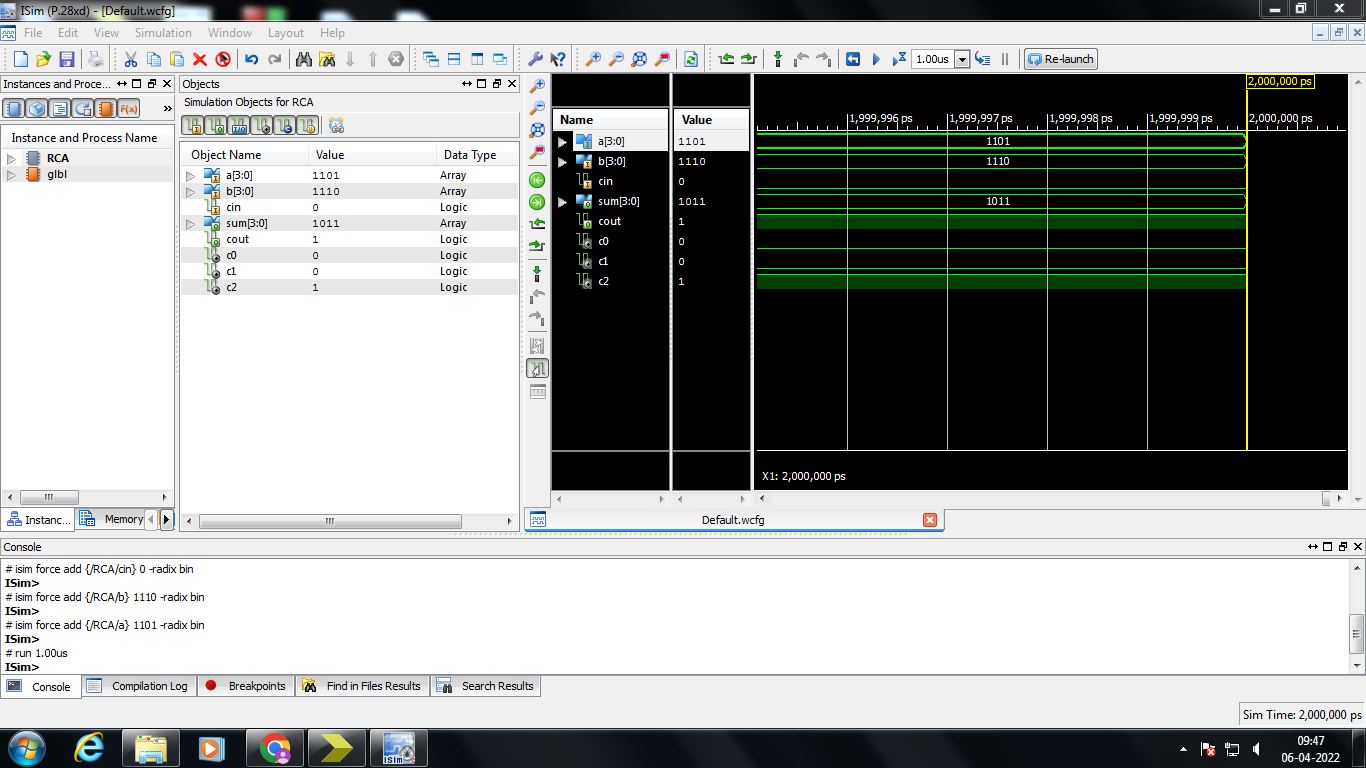 ISim (P.28xd) - [Default.wcfg]
File Edit View Simulation Window Layout Help
1.00us Re-launch
Instances and Proce...
Instance and Process Name
RCA
glbl
Instanc... Memory
Objects
Simulation Objects for RCA
Object Name Value Data Type
a[3:0] 1101 Array
b[3:0] 1110 Array
cin 0 Logic
sum[3:0] 1011 Array
cout 1 Logic
c0 0 Logic
c1 0 Logic
c2 1 Logic
Name Value
a[3:0] 1101
b[3:0] 1110
cin 0
sum[3:0] 1011
cout 1
c0 0
c1 0
c2 1
2,000,000 ps
1,999,996 ps 1,999,997 ps 1,999,998 ps 1,999,999 ps 2,000,000 ps
1101
1110
1011
X1: 2,000,000 ps
Default.wcfg
Console
# isim force add {/RCA/cin} 0 -radix bin
ISim>
# isim force add {/RCA/b} 1110 -radix bin
ISim>
# isim force add {/RCA/a} 1101 -radix bin
ISim>
# run 1.00us
ISim>
Console Compilation Log Breakpoints Find in Files Results Search Results
Sim Time: 2,000,000 ps
ISim
09:47
06-04-2022